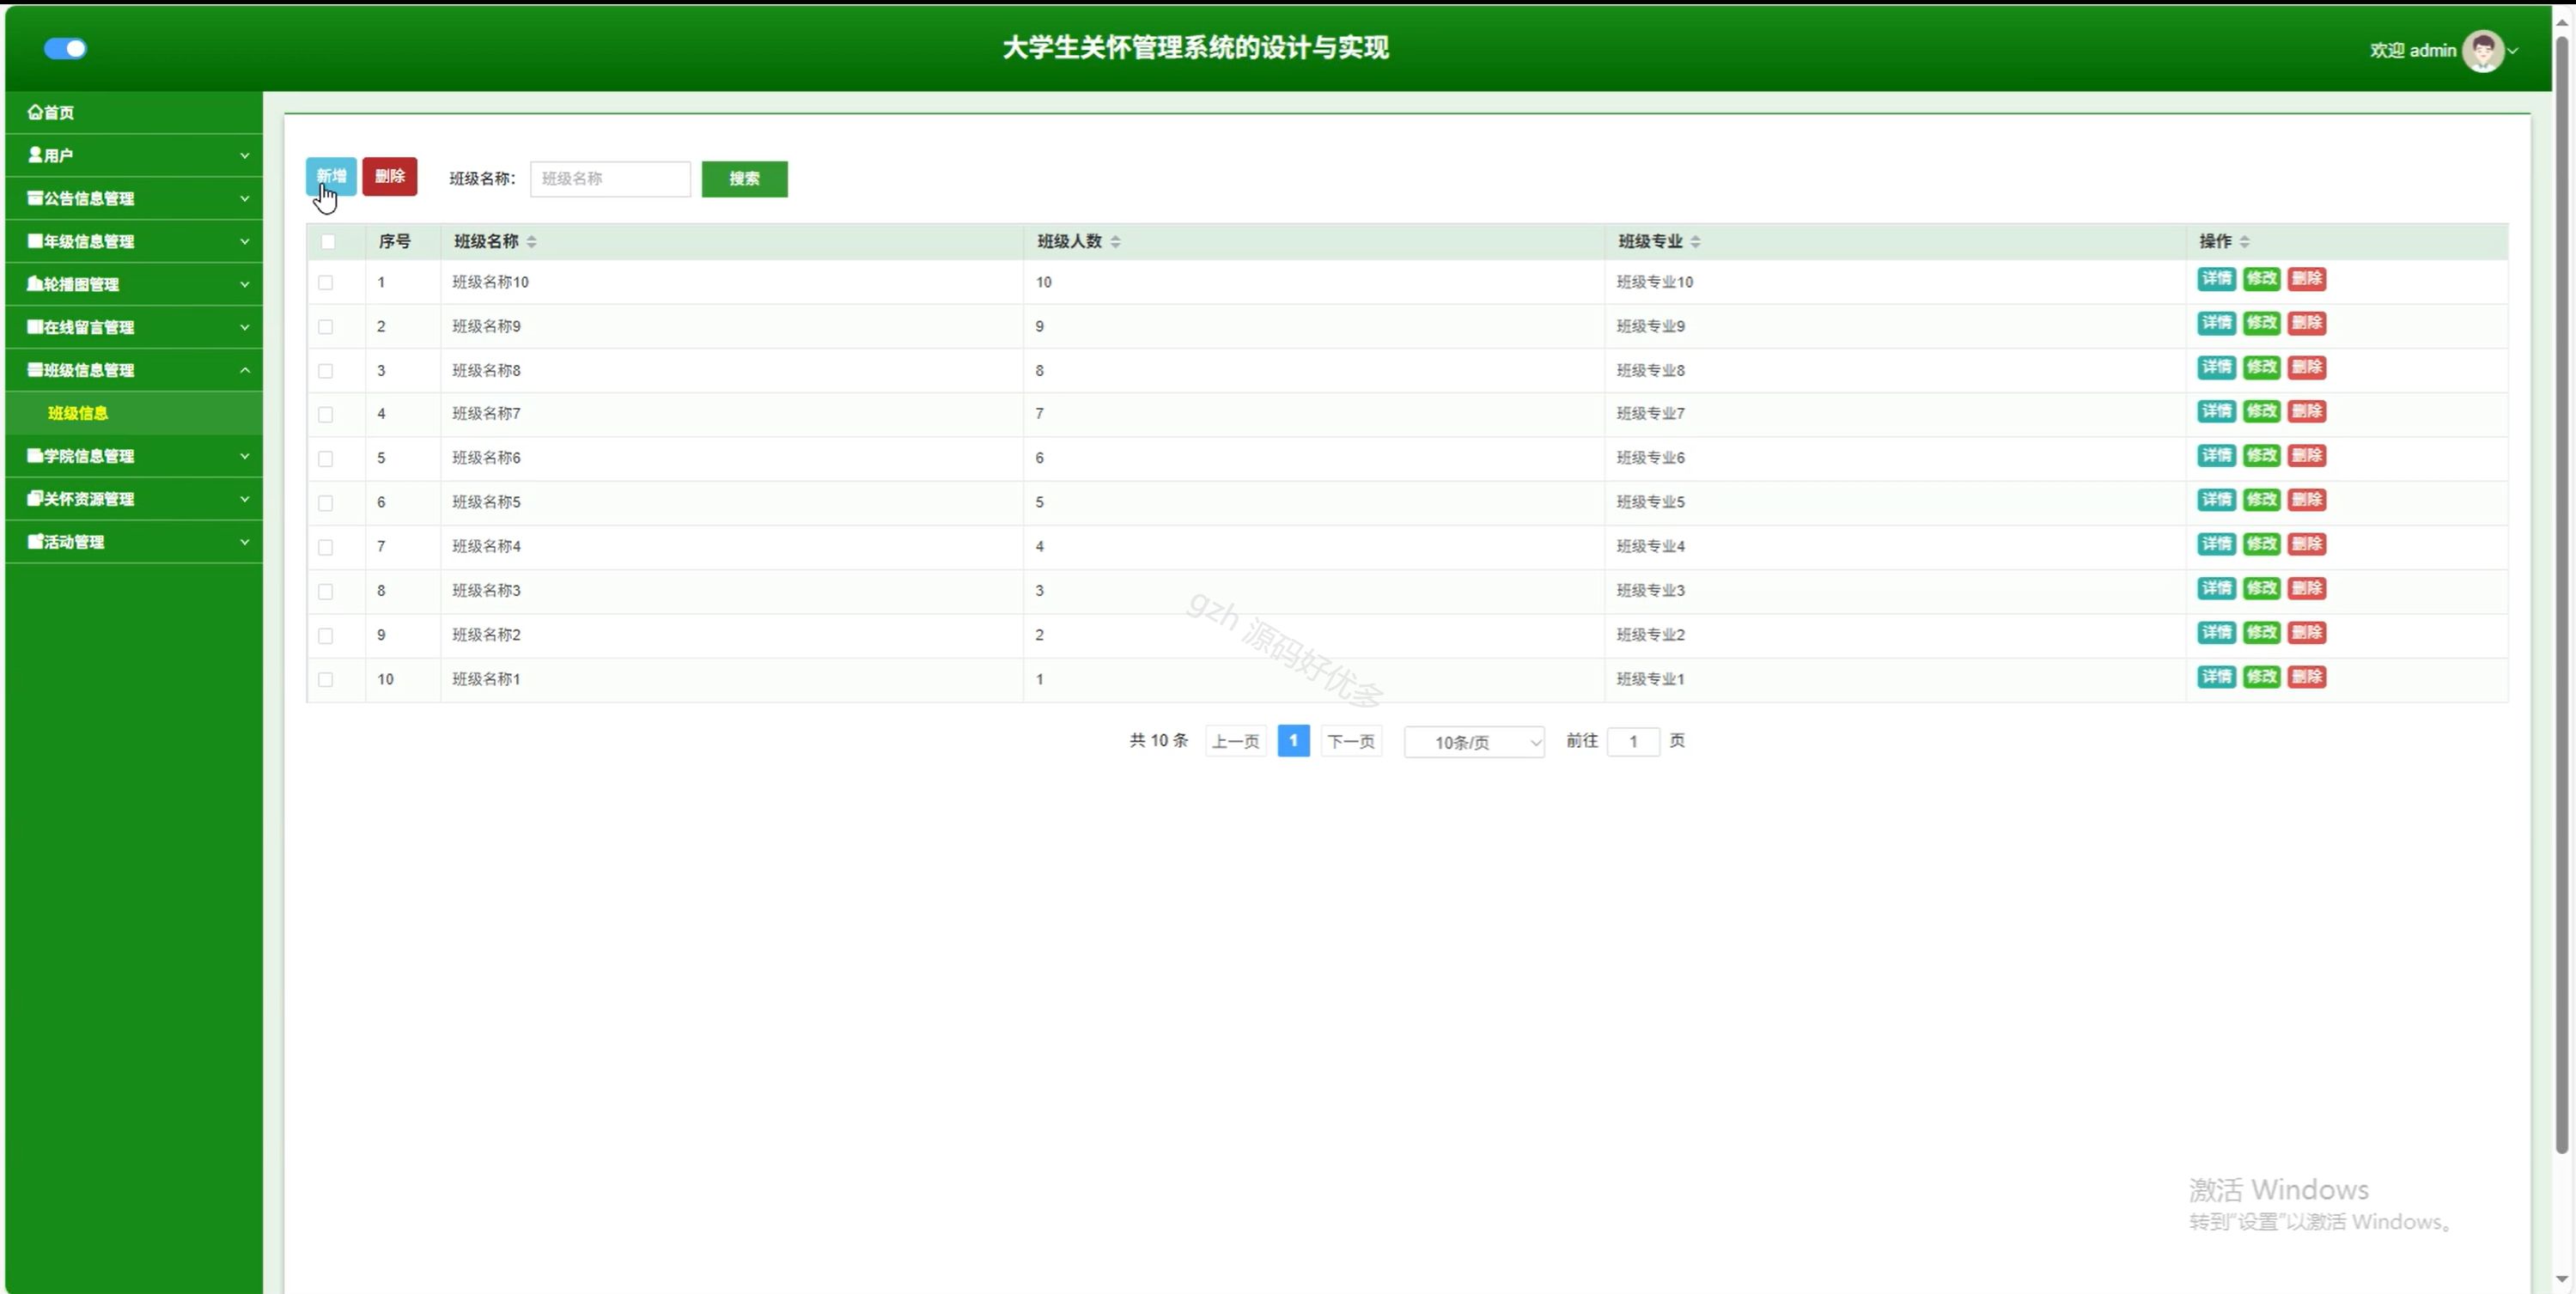 大学生关怀管理系统的设计与实现
欢迎 admin
首页
用户
公告信息管理
年级信息管理
轮播图管理
在线留言管理
班级信息管理
班级信息
学院信息管理
关怀资源管理
活动管理
新增 删除 班级名称: 班级名称 搜索
序号 班级名称 班级人数 班级专业 操作
1 班级名称10 10 班级专业10 详情 修改 删除
2 班级名称9 9 班级专业9 详情 修改 删除
3 班级名称8 8 班级专业8 详情 修改 删除
4 班级名称7 7 班级专业7 详情 修改 删除
5 班级名称6 6 班级专业6 详情 修改 删除
6 班级名称5 5 班级专业5 详情 修改 删除
7 班级名称4 4 班级专业4 详情 修改 删除
8 班级名称3 3 班级专业3 详情 修改 删除
9 班级名称2 2 班级专业2 详情 修改 删除
10 班级名称1 1 班级专业1 详情 修改 删除
gzh 源码好优多
共 10 条 上一页 1 下一页 10条/页 前往 1 页
激活 Windows
转到"设置"以激活 Windows。